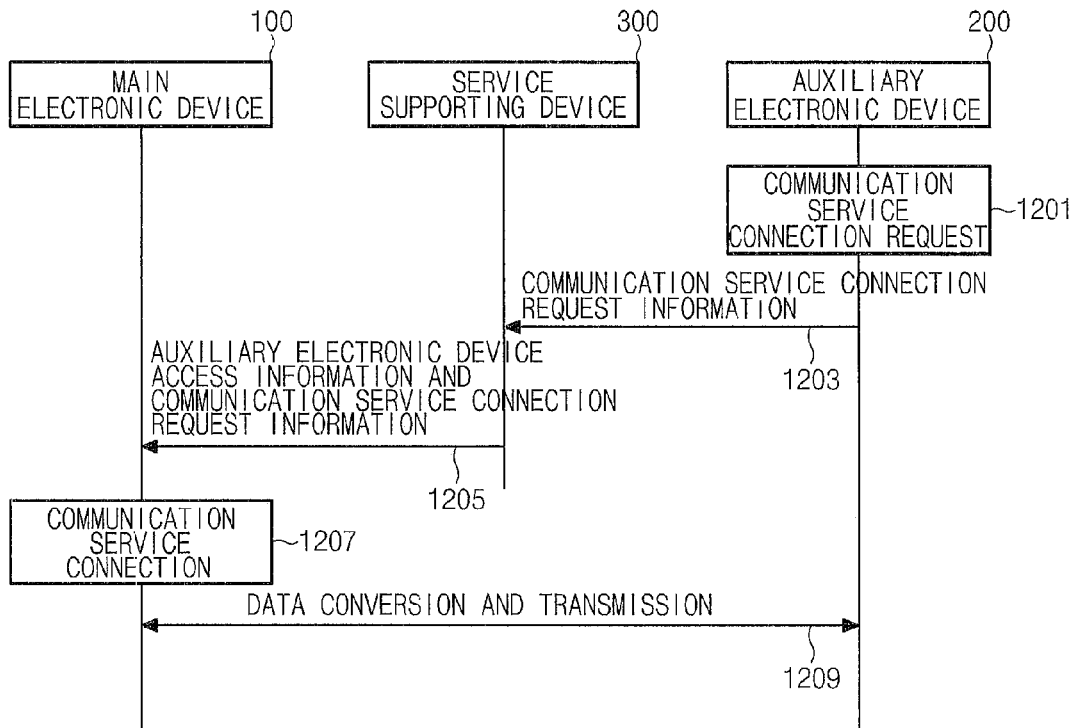 100
300
200
MAIN
ELECTRONIC DEVICE
SERVICE
SUPPORTING DEVICE
AUXILIARY
ELECTRONIC DEVICE
COMMUNICATION
SERVICE
CONNECTION REQUEST
1201
COMMUNICATION SERVICE CONNECTION
REQUEST INFORMATION
1203
AUXILIARY ELECTRONIC DEVICE
ACCESS INFORMATION AND
COMMUNICATION SERVICE CONNECTION
REQUEST INFORMATION
1205
COMMUNICATION
SERVICE
CONNECTION
1207
DATA CONVERSION AND TRANSMISSION
1209